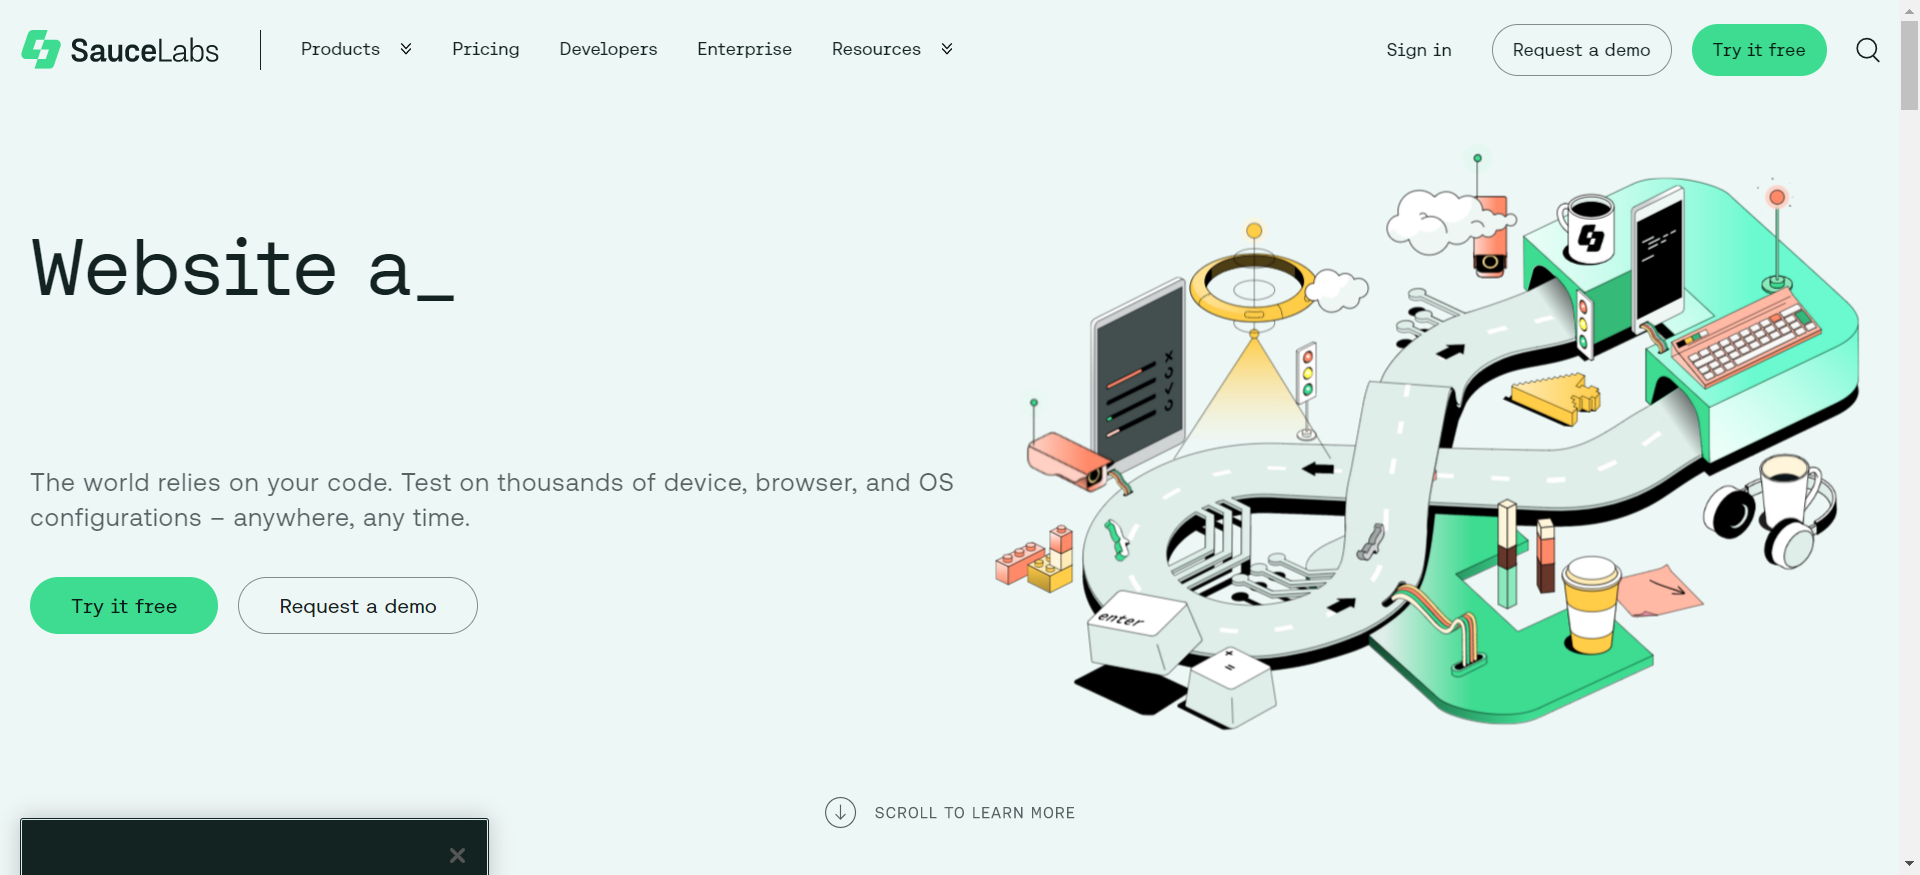 SauceLabs
Products
Pricing
Developers
Enterprise
Resources
Sign in
Request a demo
Try it free
Website a_
The world relies on your code. Test on thousands of device, browser, and OS
configurations – anywhere, any time.
Try it free
Request a demo
enter
SCROLL TO LEARN MORE